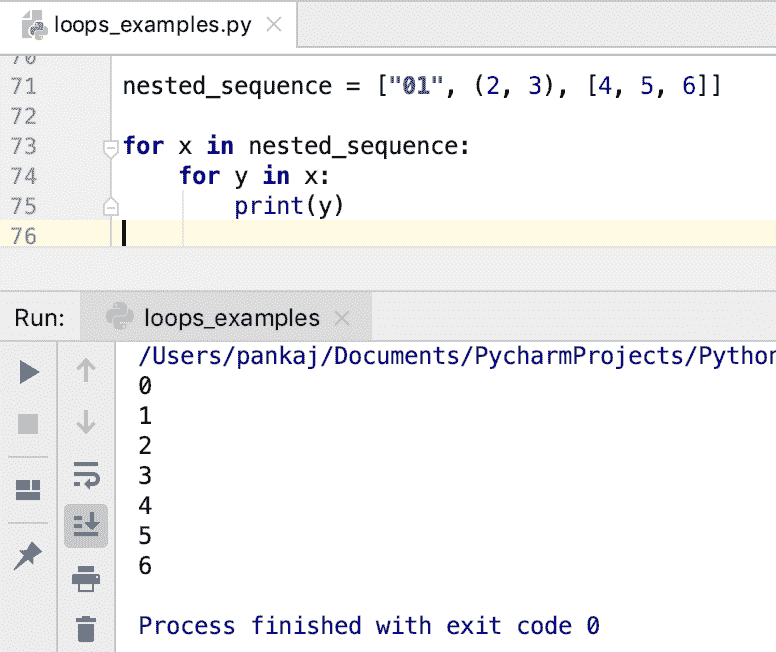 loops_examples.py
70
71 nested_sequence = ["01", (2, 3), [4, 5, 6]]
72
73 for x in nested_sequence:
74     for y in x:
75         print(y)
76
Run: loops_examples
/Users/pankaj/Documents/PycharmProjects/Python
0
1
2
3
4
5
6
Process finished with exit code 0